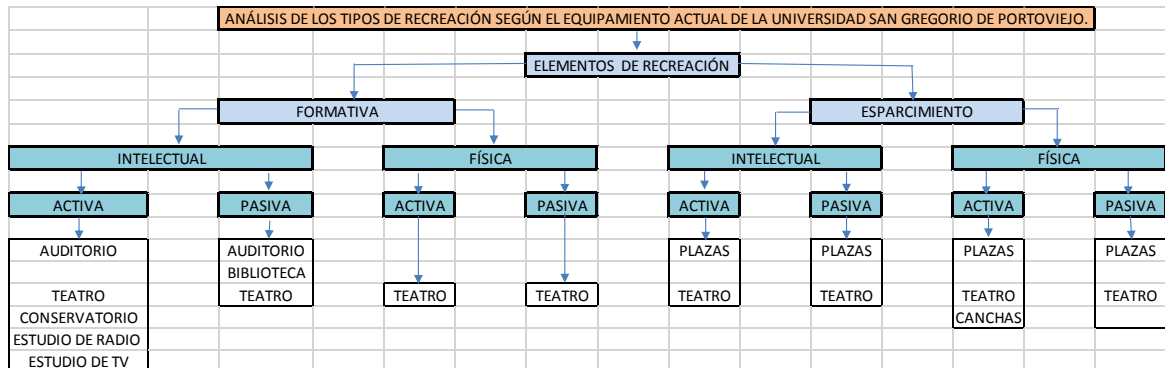 ANÁLISIS DE LOS TIPOS DE RECREACIÓN SEGÚN EL EQUIPAMIENTO ACTUAL DE LA UNIVERSIDAD SAN GREGORIO DE PORTOVIEJO.
ELEMENTOS DE RECREACIÓN
FORMATIVA ESPARCIMIENTO
INTELECTUAL FÍSICA INTELECTUAL FÍSICA
ACTIVA PASIVA ACTIVA PASIVA ACTIVA PASIVA ACTIVA PASIVA
AUDITORIO AUDITORIO PLAZAS PLAZAS PLAZAS PLAZAS
BIBLIOTECA
TEATRO TEATRO TEATRO TEATRO TEATRO TEATRO TEATRO TEATRO
CONSERVATORIO CANCHAS
ESTUDIO DE RADIO
ESTUDIO DE TV